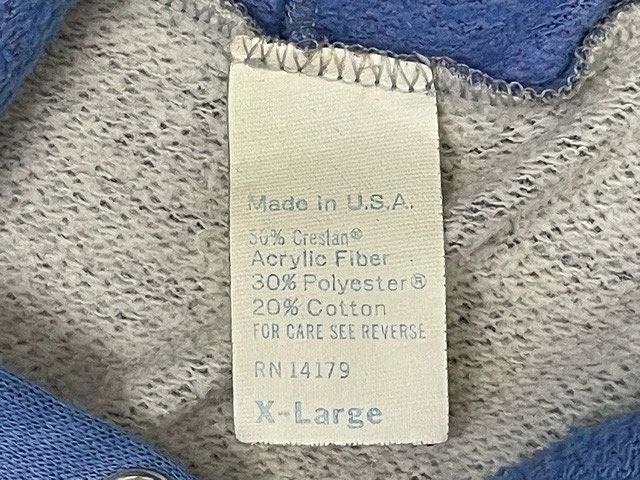 Made in U.S.A.
50% Creslan®
Acrylic Fiber
30% Polyester®
20% Cotton
FOR CARE SEE REVERSE
RN 14179
X-Large